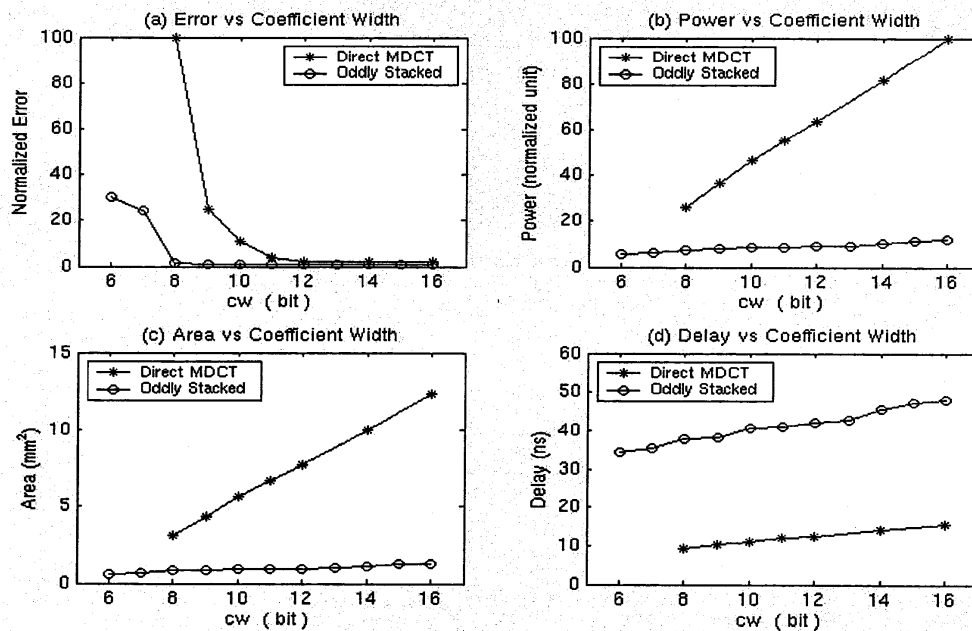 (a) Error vs Coefficient Width
100
80
60
40
20
0
Normalized Error
Direct MDCT
Oddly Stacked
6 8 10 12 14 16
cw ( bit )
(b) Power vs Coefficient Width
100
80
60
40
20
0
Power (normalized unit)
Direct MDCT
Oddly Stacked
6 8 10 12 14 16
cw ( bit )
(c) Area vs Coefficient Width
15
10
5
0
Area (mm²)
Direct MDCT
Oddly Stacked
6 8 10 12 14 16
cw ( bit )
(d) Delay vs Coefficient Width
60
50
40
30
20
10
0
Delay (ns)
Direct MDCT
Oddly Stacked
6 8 10 12 14 16
cw ( bit )